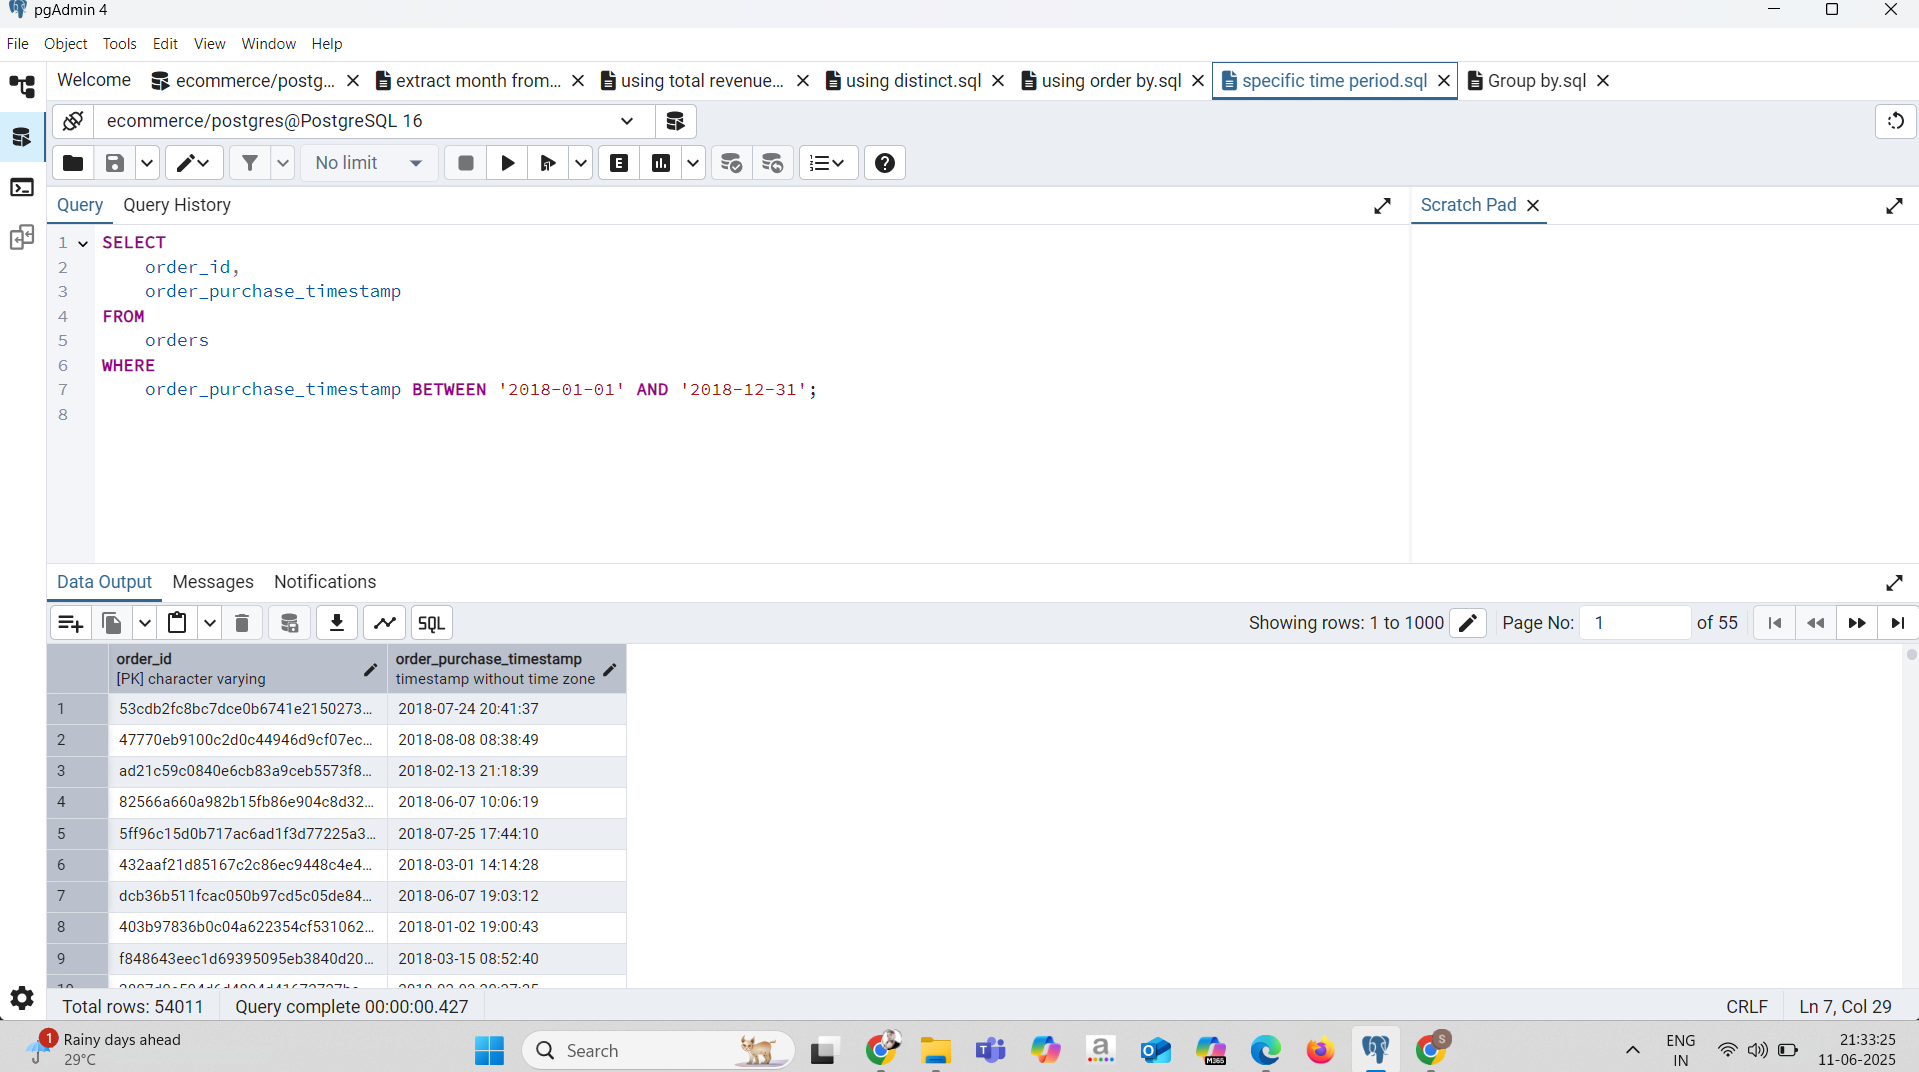 pgAdmin 4
File Object Tools Edit View Window Help
Welcome ecommerce/postg... extract month from... using total revenue... using distinct.sql using order by.sql specific time period.sql Group by.sql
ecommerce/postgres@PostgreSQL 16
No limit E
Query Query History Scratch Pad
1 SELECT
2 order_id,
3 order_purchase_timestamp
4 FROM
5 orders
6 WHERE
7 order_purchase_timestamp BETWEEN '2018-01-01' AND '2018-12-31';
8
Data Output Messages Notifications
SQL Showing rows: 1 to 1000 Page No: 1 of 55
order_id order_purchase_timestamp
[PK] character varying timestamp without time zone
1 53cdb2fc8bc7dce0b6741e2150273... 2018-07-24 20:41:37
2 47770eb9100c2d0c44946d9cf07ec... 2018-08-08 08:38:49
3 ad21c59c0840e6cb83a9ceb5573f8... 2018-02-13 21:18:39
4 82566a660a982b15fb86e904c8d32... 2018-06-07 10:06:19
5 5ff96c15d0b717ac6ad1f3d77225a3... 2018-07-25 17:44:10
6 432aaf21d85167c2c86ec9448c4e4... 2018-03-01 14:14:28
7 dcb36b511fcac050b97cd5c05de84... 2018-06-07 19:03:12
8 403b97836b0c04a622354cf531062... 2018-01-02 19:00:43
9 f848643eec1d69395095eb3840d20... 2018-03-15 08:52:40
Total rows: 54011 Query complete 00:00:00.427 CRLF Ln 7, Col 29
1 Rainy days ahead
29°C
Search
a
M365
S
ENG
IN
21:33:25
11-06-2025